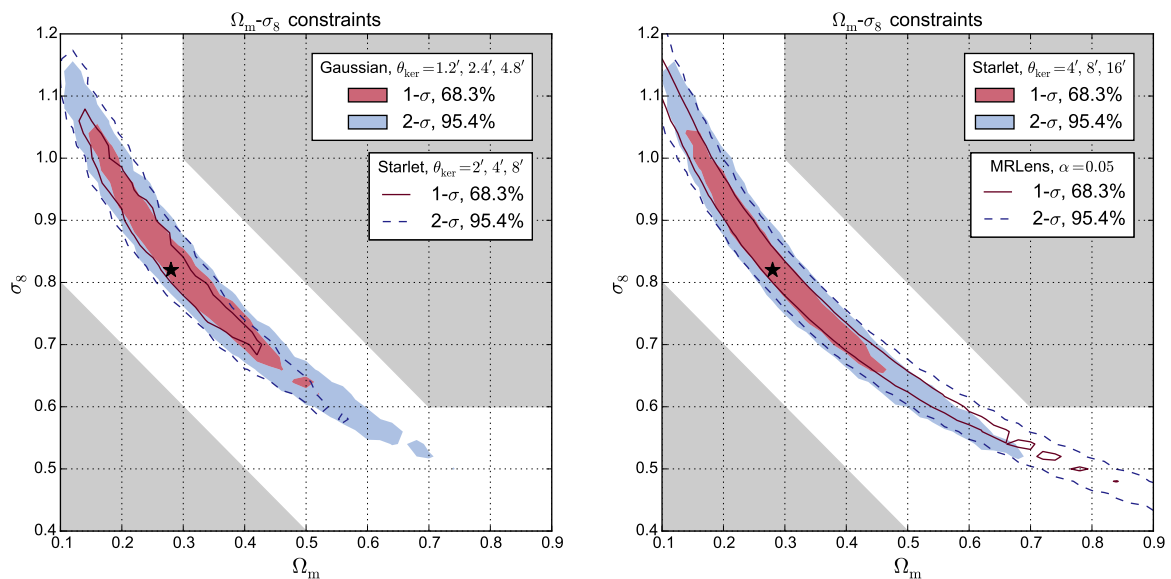 Ωm-σ8 constraints
Gaussian, θker=1.2′, 2.4′, 4.8′
1-σ, 68.3%
2-σ, 95.4%
Starlet, θker=2′, 4′, 8′
1-σ, 68.3%
2-σ, 95.4%
σ8
1.2
1.1
1.0
0.9
0.8
0.7
0.6
0.5
0.4
0.1 0.2 0.3 0.4 0.5 0.6 0.7 0.8 0.9
Ωm
Ωm-σ8 constraints
Starlet, θker=4′, 8′, 16′
1-σ, 68.3%
2-σ, 95.4%
MRLens, α=0.05
1-σ, 68.3%
2-σ, 95.4%
σ8
1.2
1.1
1.0
0.9
0.8
0.7
0.6
0.5
0.4
0.1 0.2 0.3 0.4 0.5 0.6 0.7 0.8 0.9
Ωm